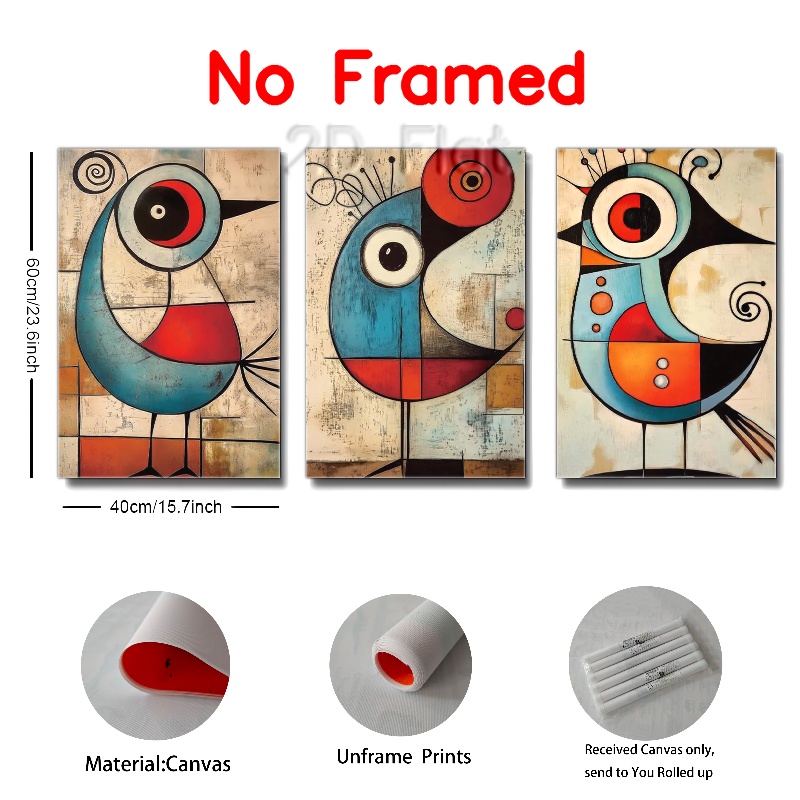 No Framed
2D Flat
60cm/23.6inch
40cm/15.7inch
Material:Canvas
Unframe Prints
Received Canvas only,
send to You Rolled up